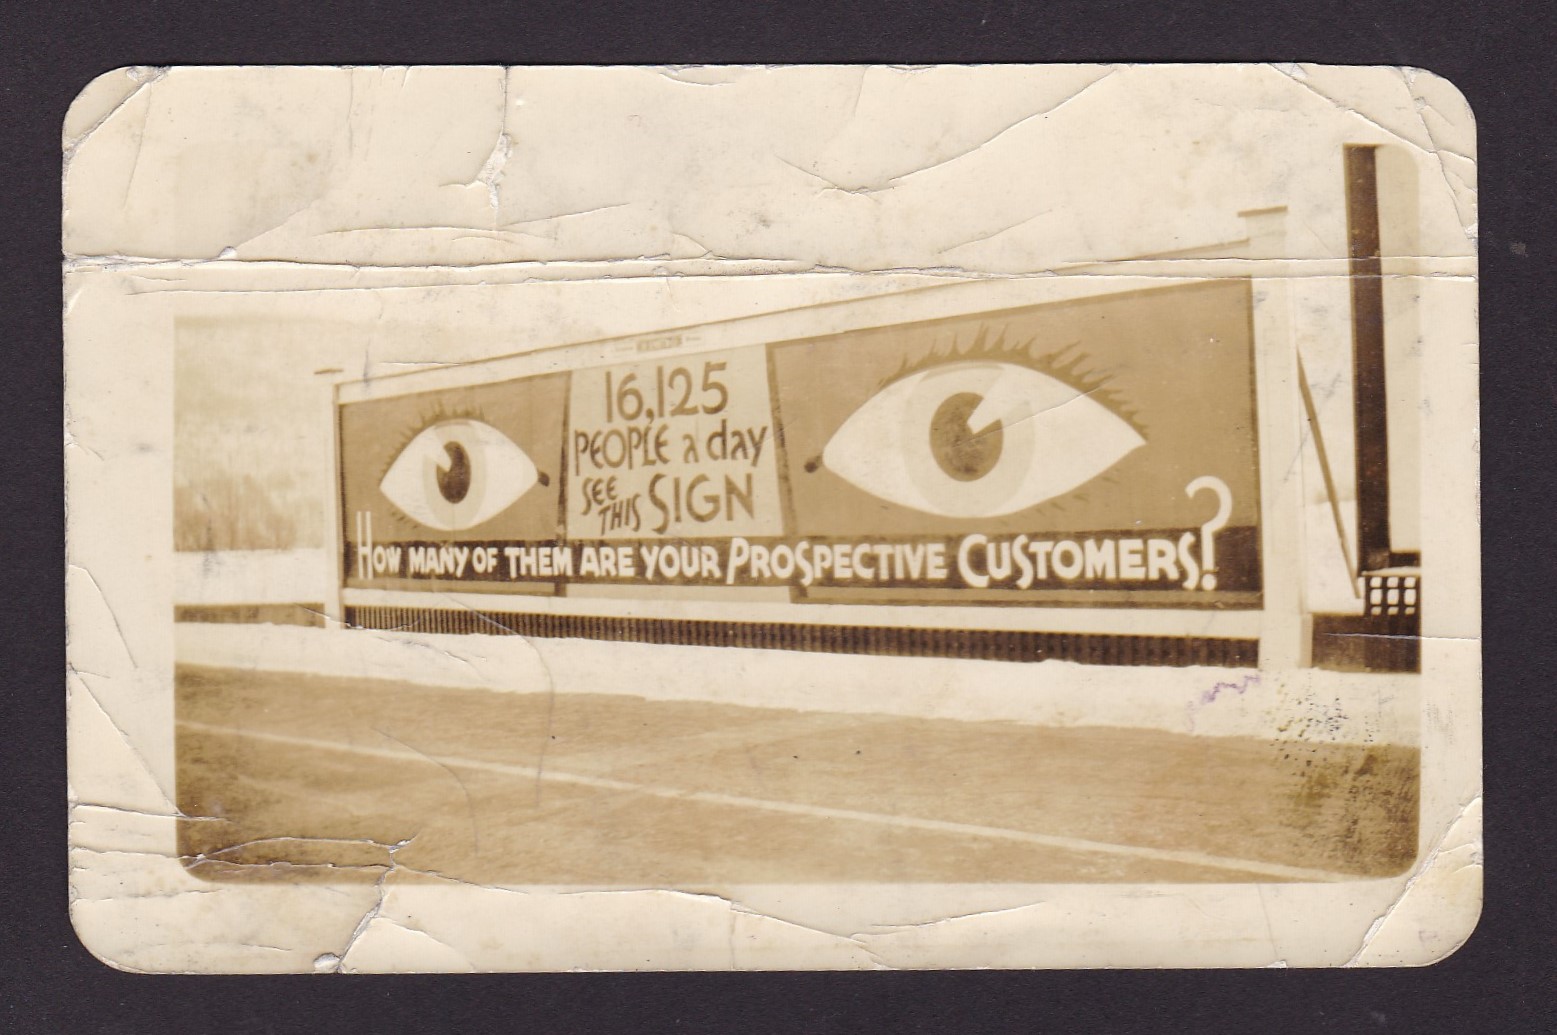 16,125
PEOPLE a day
SEE
THIS SIGN
HOW MANY OF THEM ARE YOUR PROSPECTIVE CUSTOMERS?